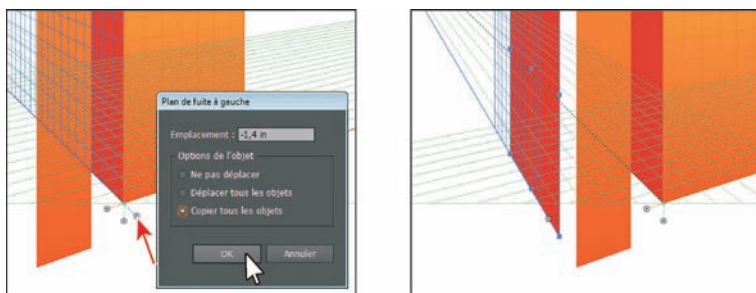 Plan de fuite à gauche
Emplacement : -1,4 in
Options de l'objet
Ne pas déplacer
Déplacer tous les objets
Copier tous les objets
OK Annuler